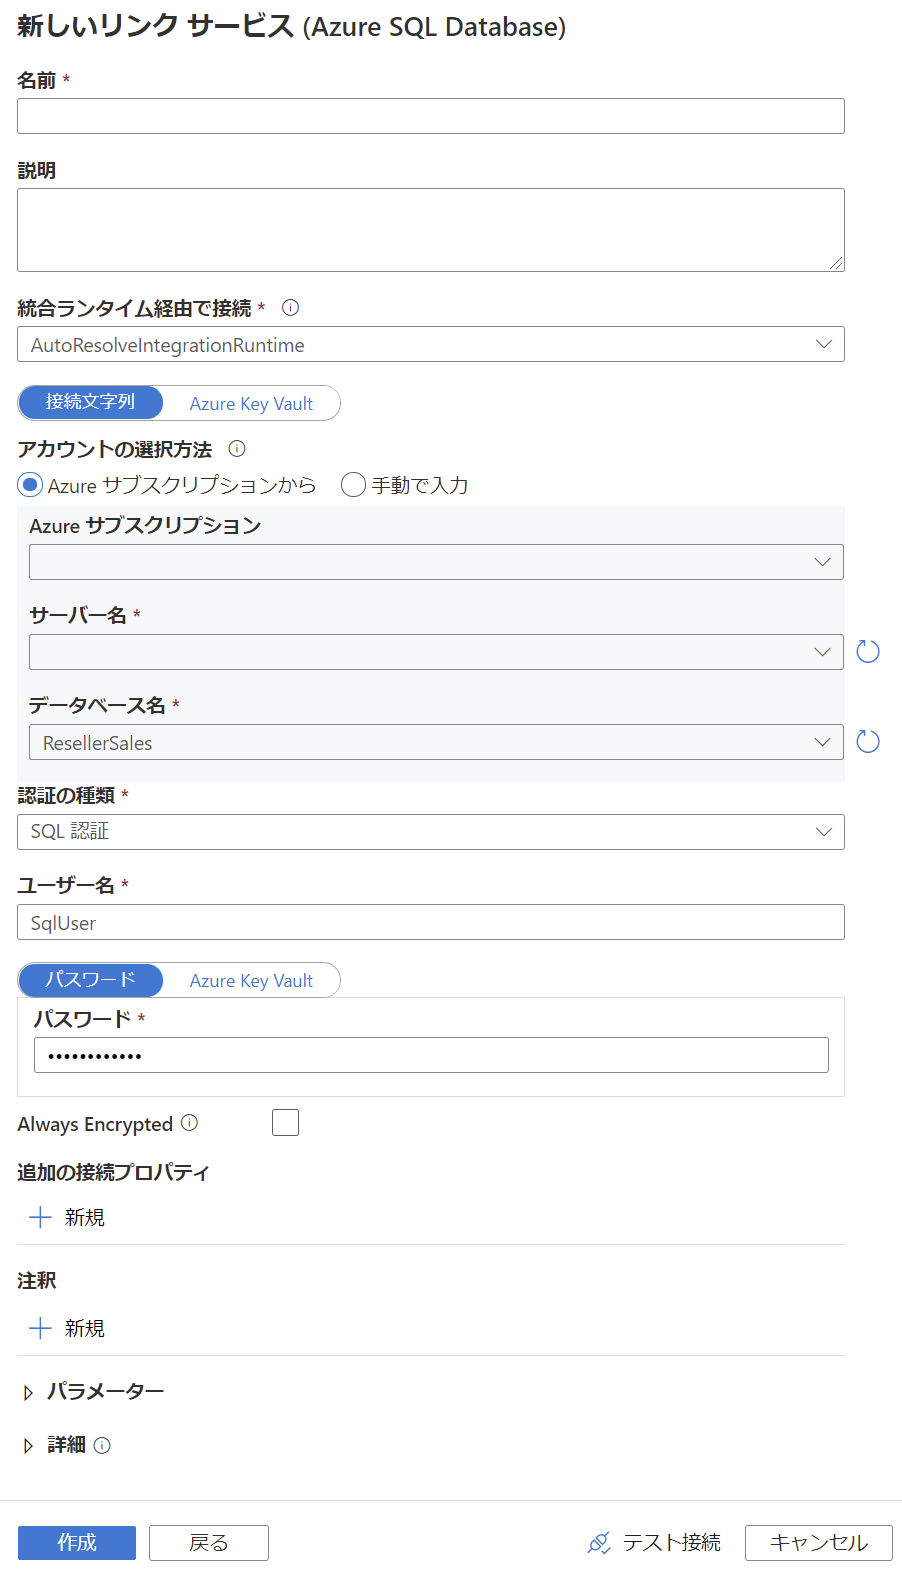 新しいリンク サービス (Azure SQL Database)
名前 *
説明
統合ランタイム経由で接続 *
AutoResolveIntegrationRuntime
接続文字列 Azure Key Vault
アカウントの選択方法
Azure サブスクリプションから 手動で入力
Azure サブスクリプション
サーバー名 *
データベース名 *
ResellerSales
認証の種類 *
SQL 認証
ユーザー名 *
SqlUser
パスワード Azure Key Vault
パスワード *
••••••••••••
Always Encrypted
追加の接続プロパティ
新規
注釈
新規
パラメーター
詳細
作成 戻る テスト接続 キャンセル